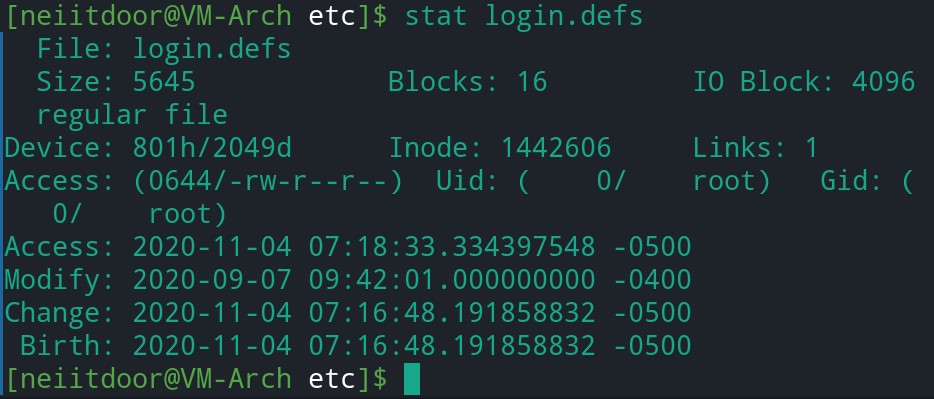 [neiitdoor@VM-Arch etc]$ stat login.defs
  File: login.defs
  Size: 5645            Blocks: 16         IO Block: 4096
  regular file
Device: 801h/2049d      Inode: 1442606     Links: 1
Access: (0644/-rw-r--r--)  Uid: (    0/     root)   Gid: (
   0/    root)
Access: 2020-11-04 07:18:33.334397548 -0500
Modify: 2020-09-07 09:42:01.000000000 -0400
Change: 2020-11-04 07:16:48.191858832 -0500
 Birth: 2020-11-04 07:16:48.191858832 -0500
[neiitdoor@VM-Arch etc]$